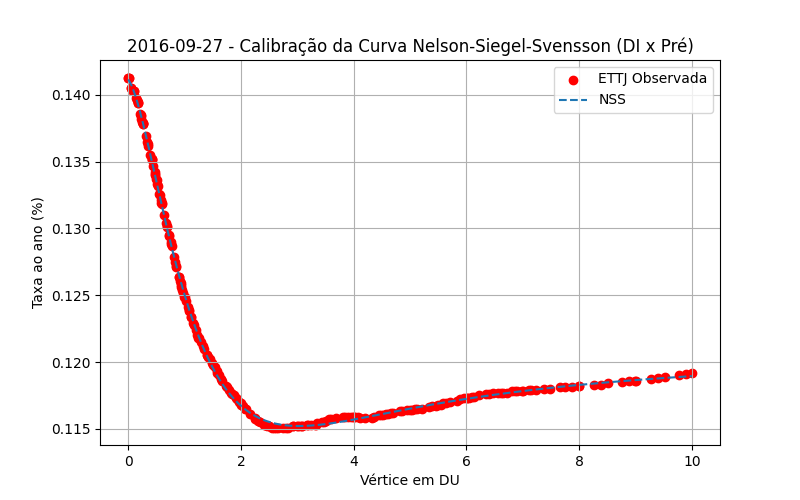 2016-09-27 - Calibração da Curva Nelson-Siegel-Svensson (DI x Pré)
ETTJ Observada
NSS
0.140
0.135
0.130
0.125
0.120
0.115
Taxa ao ano (%)
0 2 4 6 8 10
Vértice em DU